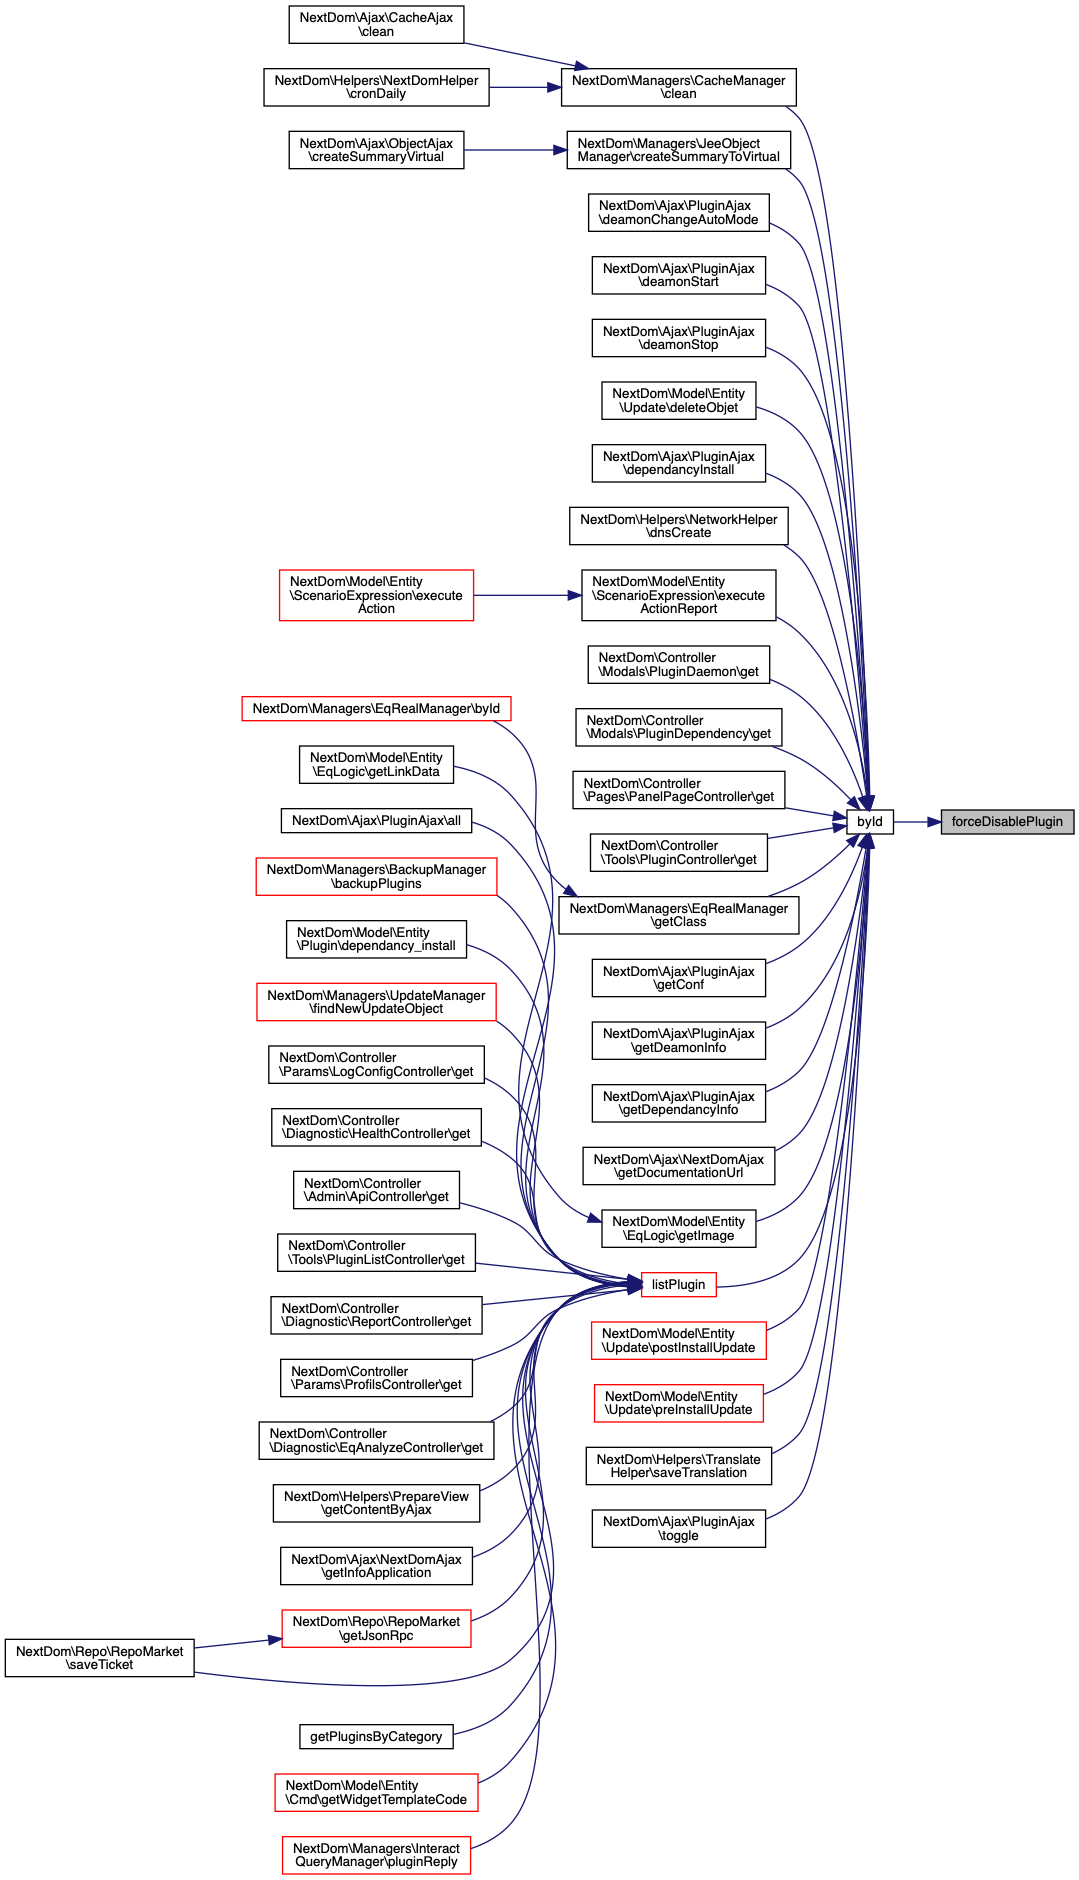 NextDom\Ajax\CacheAjax
\clean
NextDom\Helpers\NextDomHelper
\cronDaily
NextDom\Managers\CacheManager
\clean
NextDom\Ajax\ObjectAjax
\createSummaryVirtual
NextDom\Managers\JeeObject
Manager\createSummaryToVirtual
NextDom\Ajax\PluginAjax
\deamonChangeAutoMode
NextDom\Ajax\PluginAjax
\deamonStart
NextDom\Ajax\PluginAjax
\deamonStop
NextDom\Model\Entity
\Update\deleteObjet
NextDom\Ajax\PluginAjax
\dependancyInstall
NextDom\Helpers\NetworkHelper
\dnsCreate
NextDom\Model\Entity
\ScenarioExpression\execute
Action
NextDom\Model\Entity
\ScenarioExpression\execute
ActionReport
NextDom\Controller
\Modals\PluginDaemon\get
NextDom\Controller
\Modals\PluginDependency\get
NextDom\Controller
\Pages\PanelPageController\get
NextDom\Controller
\Tools\PluginController\get
byId
forceDisablePlugin
NextDom\Managers\EqRealManager\byId
NextDom\Managers\EqRealManager
\getClass
NextDom\Ajax\PluginAjax
\getConf
NextDom\Ajax\PluginAjax
\getDeamonInfo
NextDom\Ajax\PluginAjax
\getDependancyInfo
NextDom\Ajax\NextDomAjax
\getDocumentationUrl
NextDom\Model\Entity
\EqLogic\getLinkData
NextDom\Model\Entity
\EqLogic\getImage
NextDom\Ajax\PluginAjax\all
NextDom\Managers\BackupManager
\backupPlugins
NextDom\Model\Entity
\Plugin\dependancy_install
NextDom\Managers\UpdateManager
\findNewUpdateObject
NextDom\Controller
\Params\LogConfigController\get
NextDom\Controller
\Diagnostic\HealthController\get
NextDom\Controller
\Admin\ApiController\get
NextDom\Controller
\Tools\PluginListController\get
NextDom\Controller
\Diagnostic\ReportController\get
NextDom\Controller
\Params\ProfilsController\get
NextDom\Controller
\Diagnostic\EqAnalyzeController\get
NextDom\Helpers\PrepareView
\getContentByAjax
NextDom\Ajax\NextDomAjax
\getInfoApplication
NextDom\Repo\RepoMarket
\getJsonRpc
NextDom\Repo\RepoMarket
\saveTicket
getPluginsByCategory
NextDom\Model\Entity
\Cmd\getWidgetTemplateCode
NextDom\Managers\Interact
QueryManager\pluginReply
listPlugin
NextDom\Model\Entity
\Update\postInstallUpdate
NextDom\Model\Entity
\Update\preInstallUpdate
NextDom\Helpers\Translate
Helper\saveTranslation
NextDom\Ajax\PluginAjax
\toggle